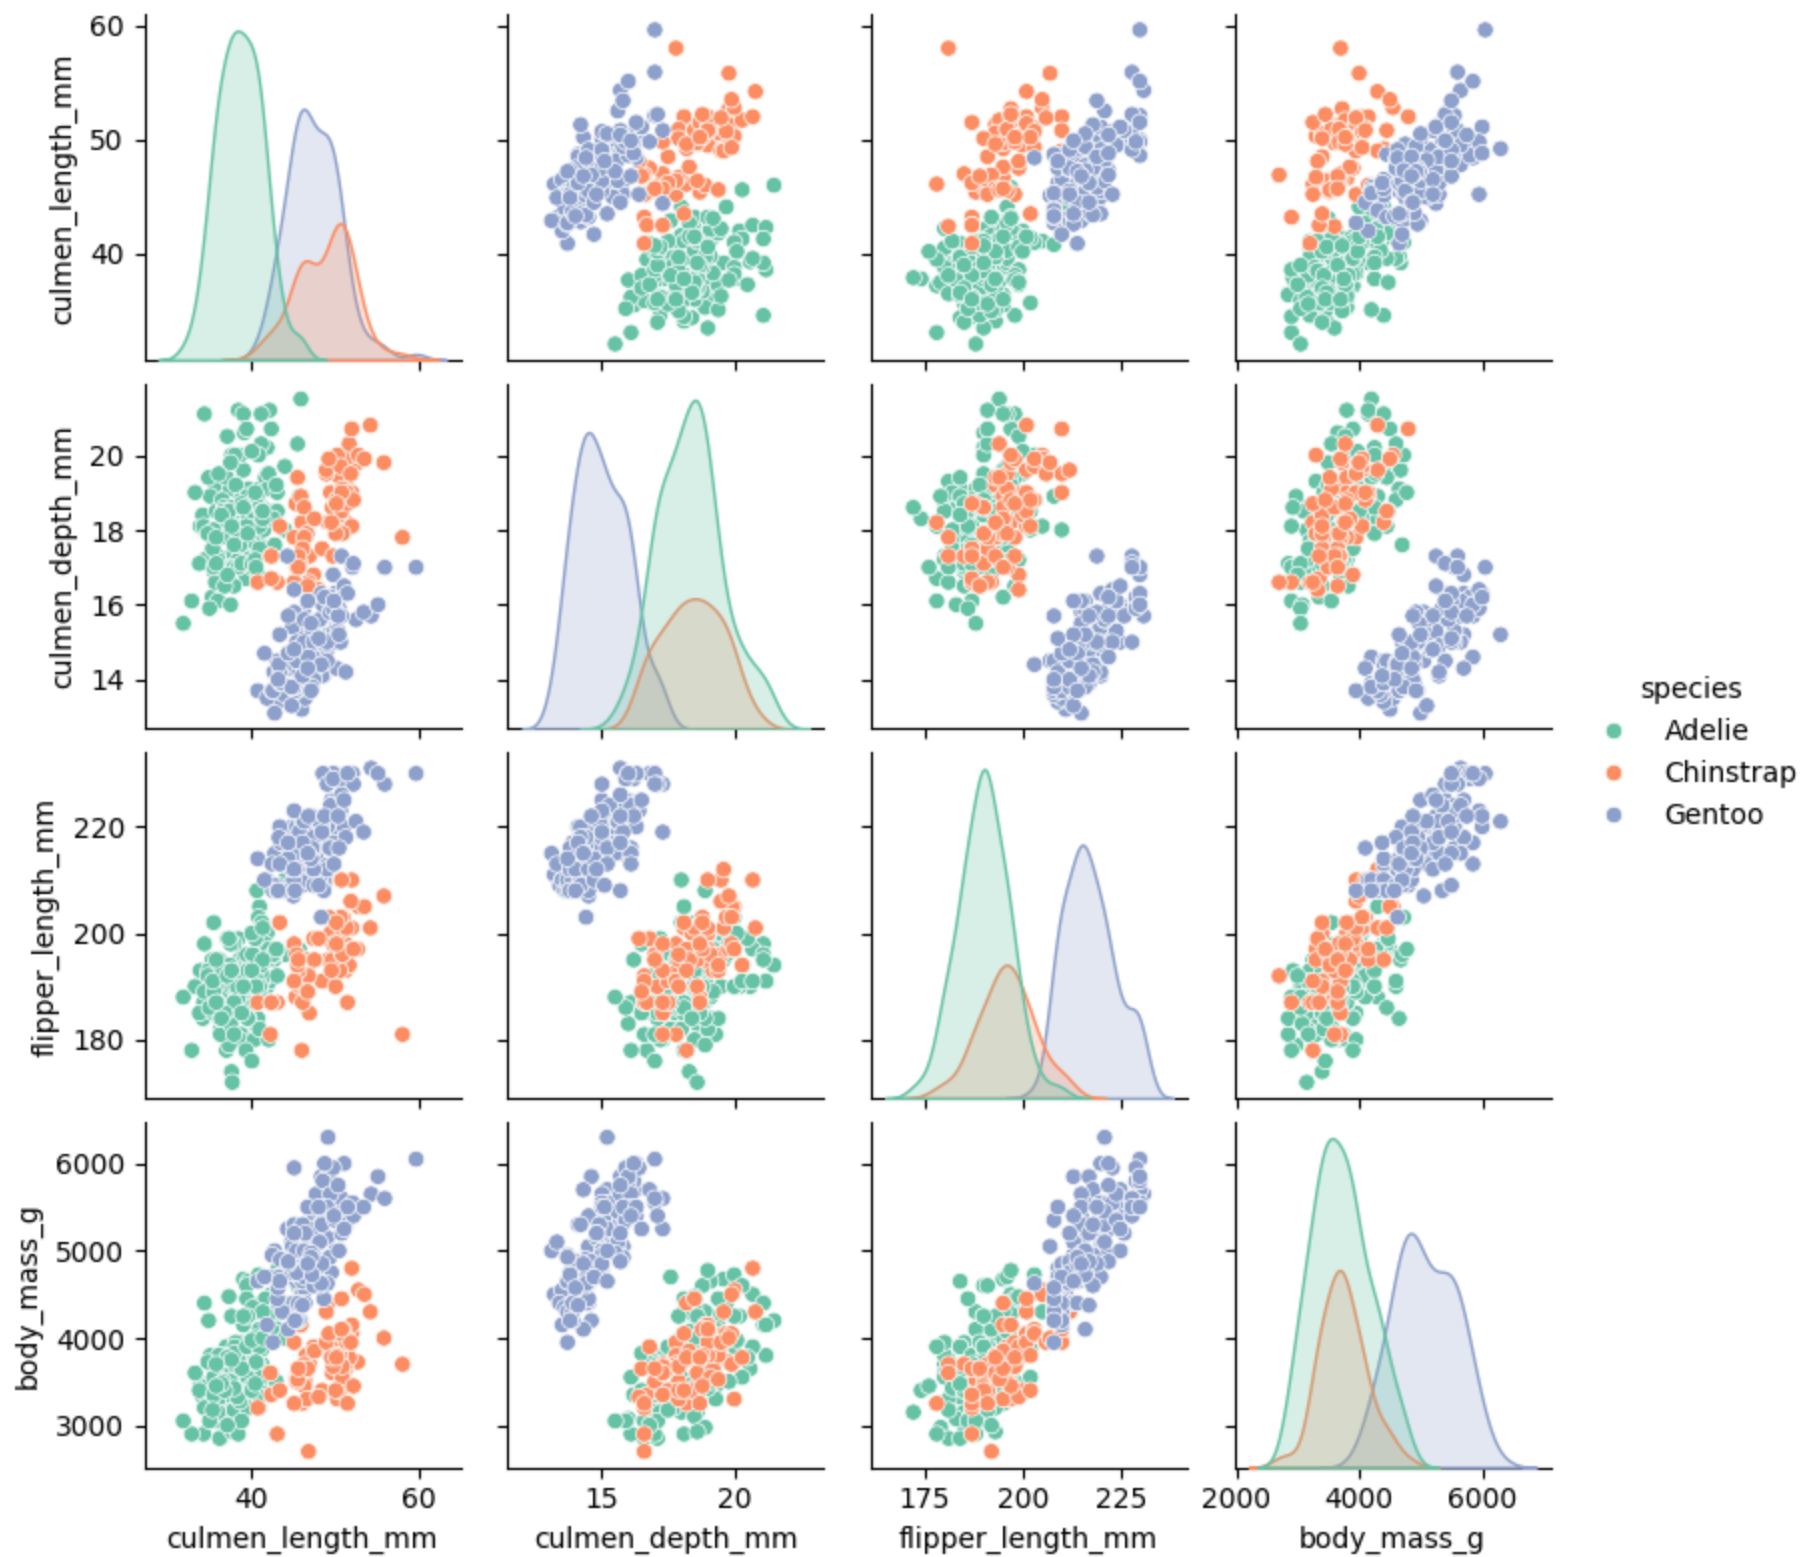 60
50
40
culmen_length_mm
20
18
16
14
culmen_depth_mm
species
Adelie
Chinstrap
Gentoo
220
200
180
flipper_length_mm
6000
5000
4000
3000
body_mass_g
40 60
15 20
175 200 225
2000 4000 6000
culmen_length_mm
culmen_depth_mm
flipper_length_mm
body_mass_g